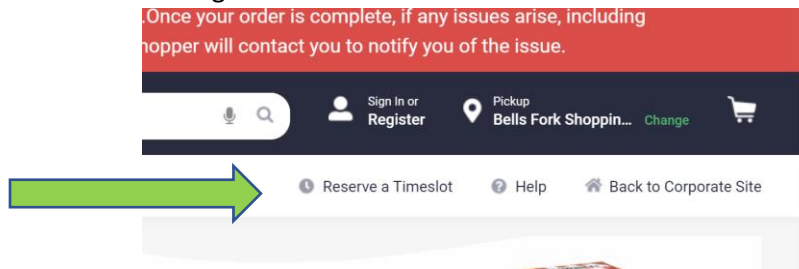 .Once your order is complete, if any issues arise, including
hopper will contact you to notify you of the issue.
Sign In or
Register
Pickup
Bells Fork Shoppin... Change
Reserve a Timeslot
Help
Back to Corporate Site